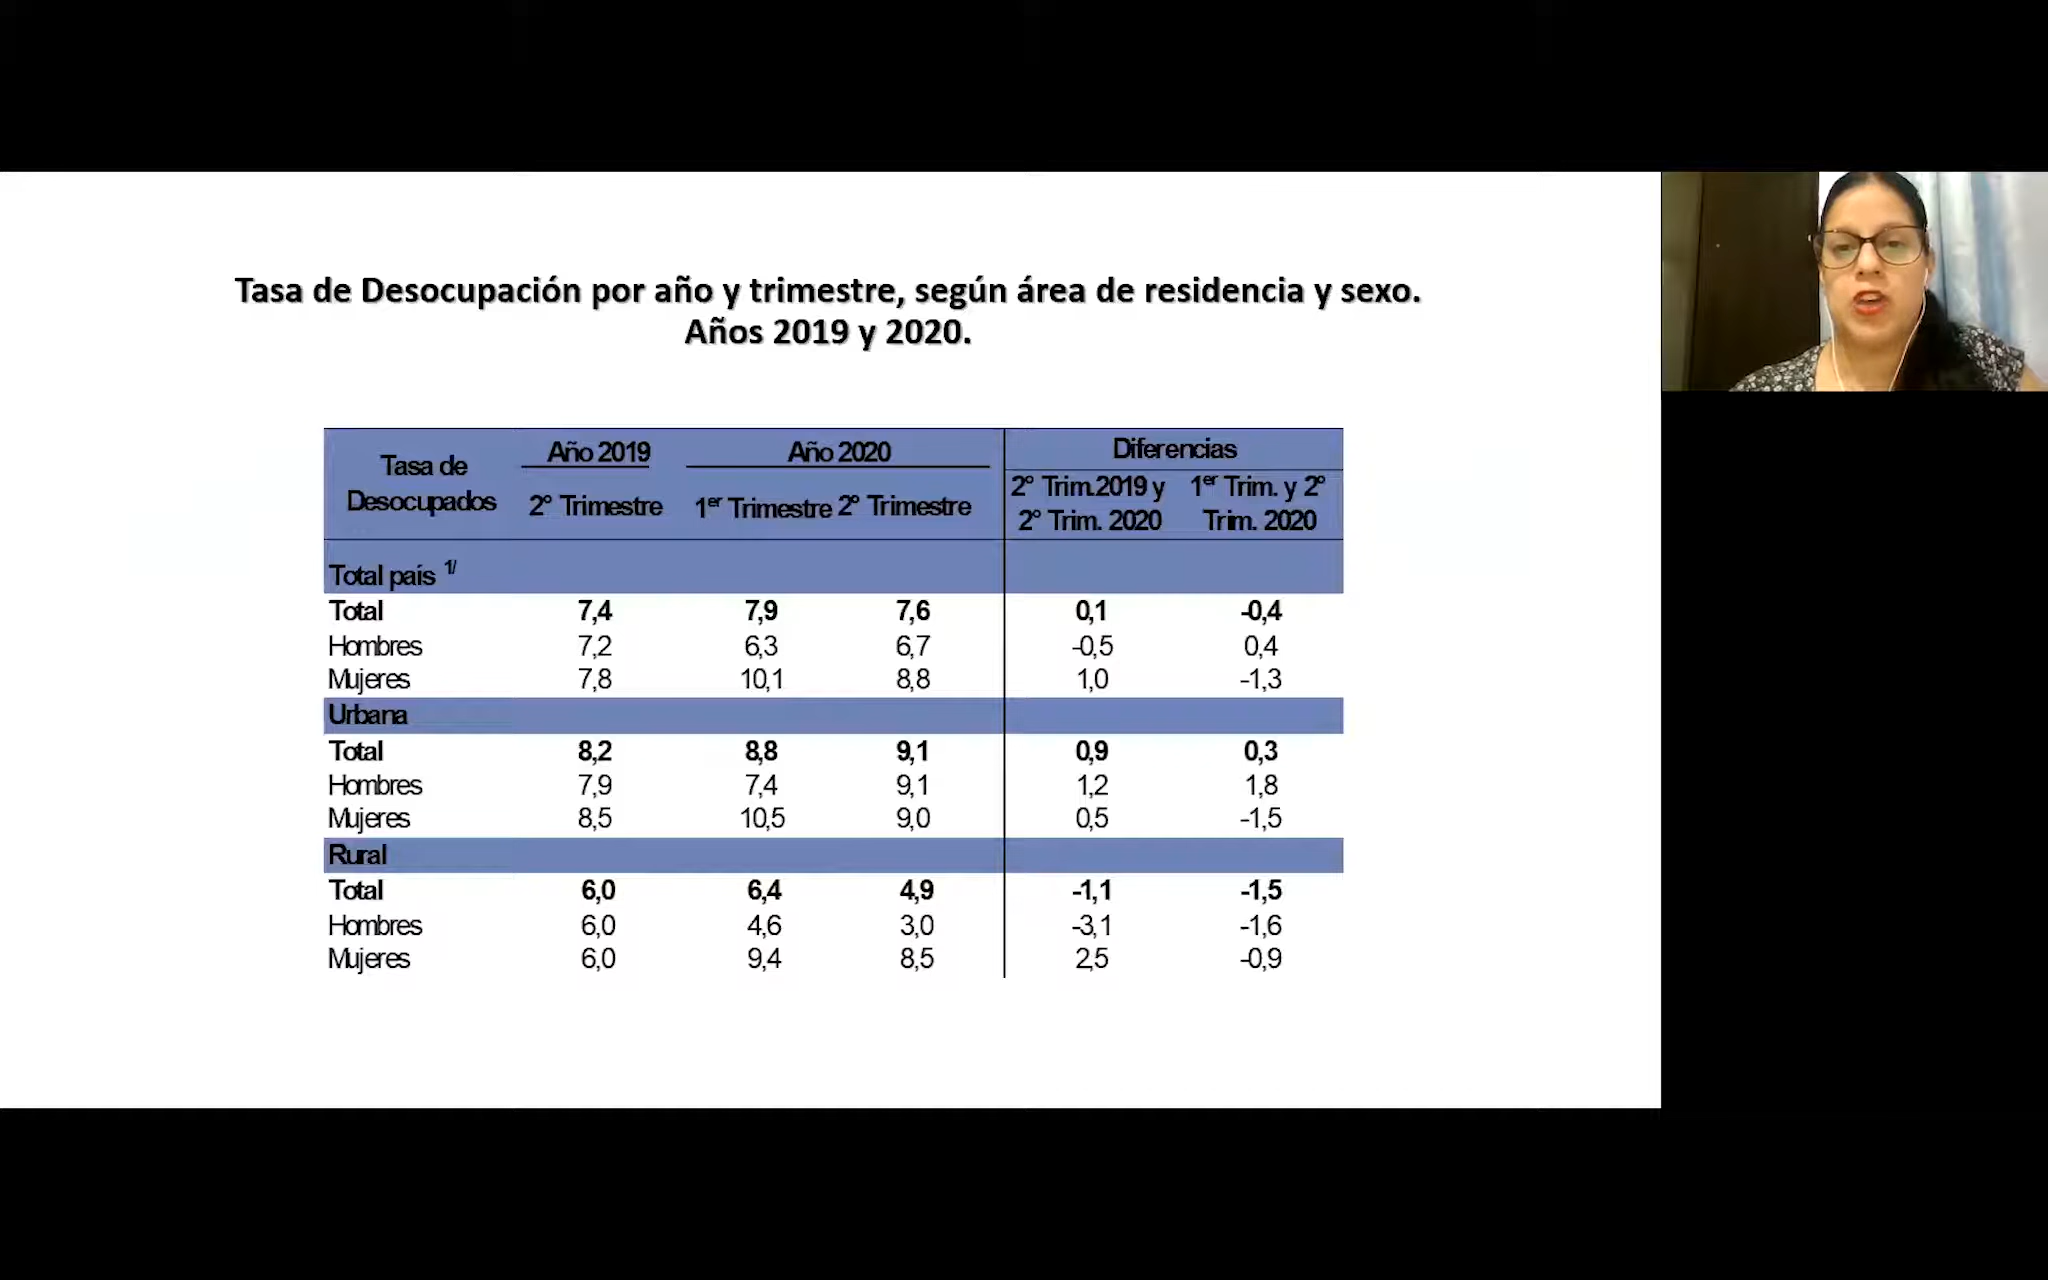 Tasa de Desocupación por año y trimestre, según área de residencia y sexo.
Años 2019 y 2020.
Tasa de Desocupados Año 2019 Año 2020 Diferencias
2° Trimestre 1er Trimestre 2° Trimestre 2° Trim.2019 y 2° Trim. 2020 1er Trim. y 2° Trim. 2020
Total país 1/
Total 7,4 7,9 7,6 0,1 -0,4
Hombres 7,2 6,3 6,7 -0,5 0,4
Mujeres 7,8 10,1 8,8 1,0 -1,3
Urbana
Total 8,2 8,8 9,1 0,9 0,3
Hombres 7,9 7,4 9,1 1,2 1,8
Mujeres 8,5 10,5 9,0 0,5 -1,5
Rural
Total 6,0 6,4 4,9 -1,1 -1,5
Hombres 6,0 4,6 3,0 -3,1 -1,6
Mujeres 6,0 9,4 8,5 2,5 -0,9